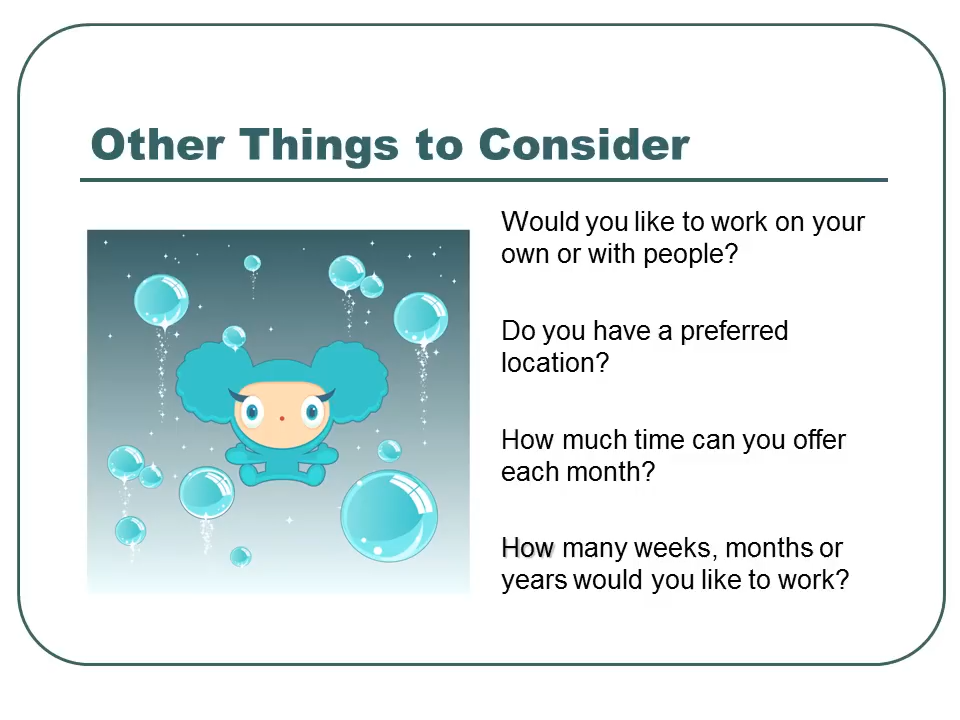 Other Things to Consider
Would you like to work on your
own or with people?
Do you have a preferred
location?
How much time can you offer
each month?
How many weeks, months or
years would you like to work?